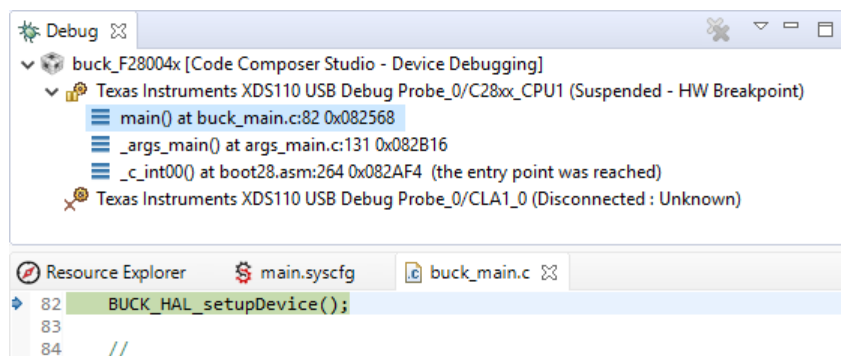 Debug
buck_F28004x [Code Composer Studio - Device Debugging]
Texas Instruments XDS110 USB Debug Probe_0/C28xx_CPU1 (Suspended - HW Breakpoint)
main() at buck_main.c:82 0x082568
_args_main() at args_main.c:131 0x082B16
_c_int00() at boot28.asm:264 0x082AF4  (the entry point was reached)
Texas Instruments XDS110 USB Debug Probe_0/CLA1_0 (Disconnected : Unknown)
Resource Explorer main.syscfg .c buck_main.c
82 BUCK_HAL_setupDevice();
83
84 //